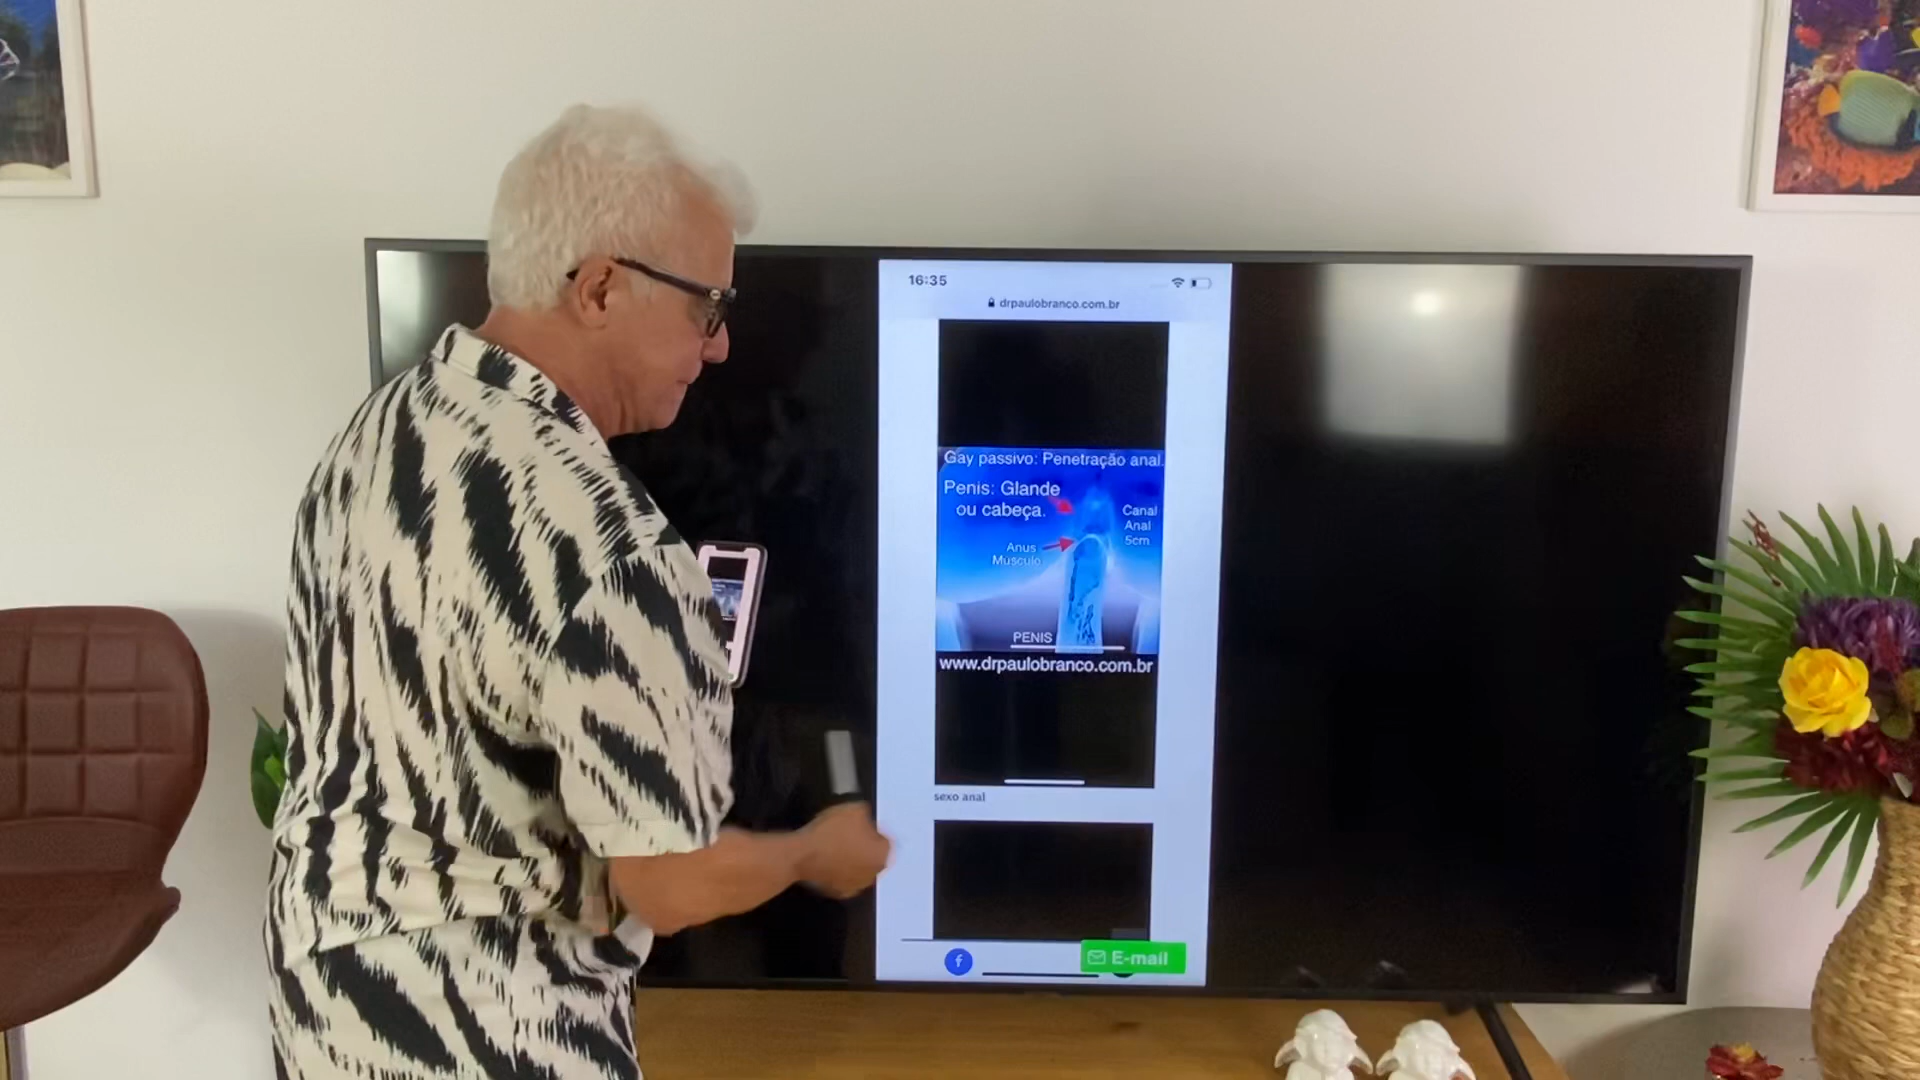 16:35
drpaulobranco.com.br
Gay passivo: Penetração anal.
Penis: Glande
ou cabeça.
Canal
Anal
5cm
Anus
Músculo
PENIS
www.drpaulobranco.com.br
sexo anal
E-mail